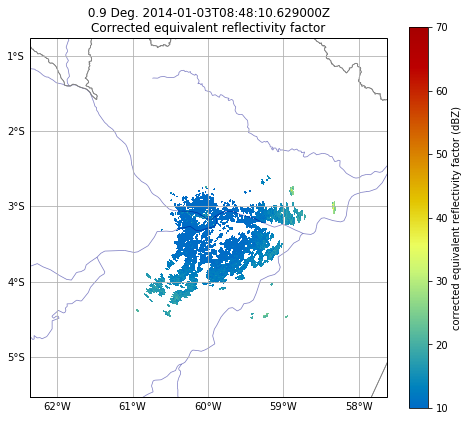 0.9 Deg. 2014-01-03T08:48:10.629000Z
Corrected equivalent reflectivity factor
1°S
2°S
3°S
4°S
5°S
62°W
61°W
60°W
59°W
58°W
70
60
50
40
30
20
10
corrected equivalent reflectivity factor (dBZ)